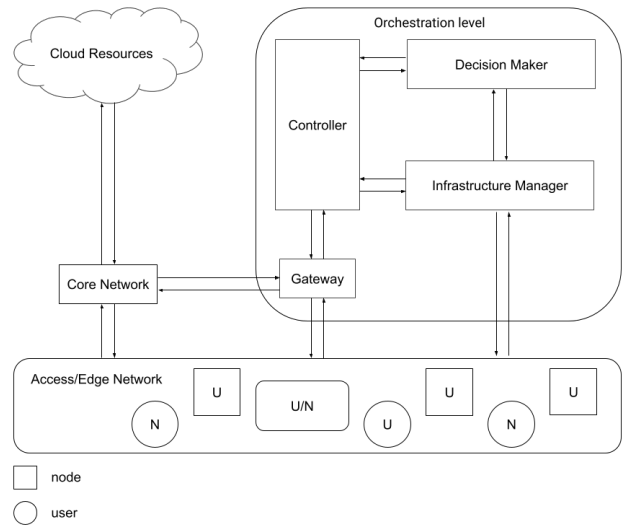 Orchestration level
Cloud Resources
Decision Maker
Controller
Infrastructure Manager
Core Network
Gateway
Access/Edge Network
U
U
U
U/N
N
U
N
node
user